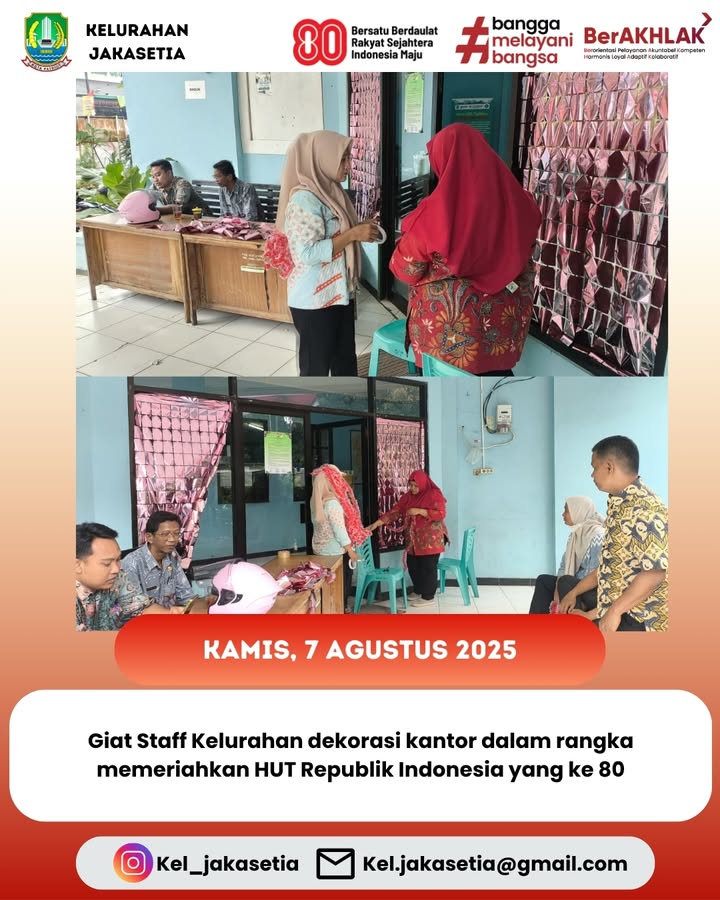 KELURAHAN
JAKASETIA
80
Bersatu Berdaulat
Rakyat Sejahtera
Indonesia Maju
#bangga
melayani
bangsa
BerAKHLAK
Berorientasi Pelayanan Akuntabel Kompeten
Harmonis Loyal Adaptif Kolaboratif
KAMIS, 7 AGUSTUS 2025
Giat Staff Kelurahan dekorasi kantor dalam rangka
memeriahkan HUT Republik Indonesia yang ke 80
Kel_jakasetia
Kel.jakasetia@gmail.com